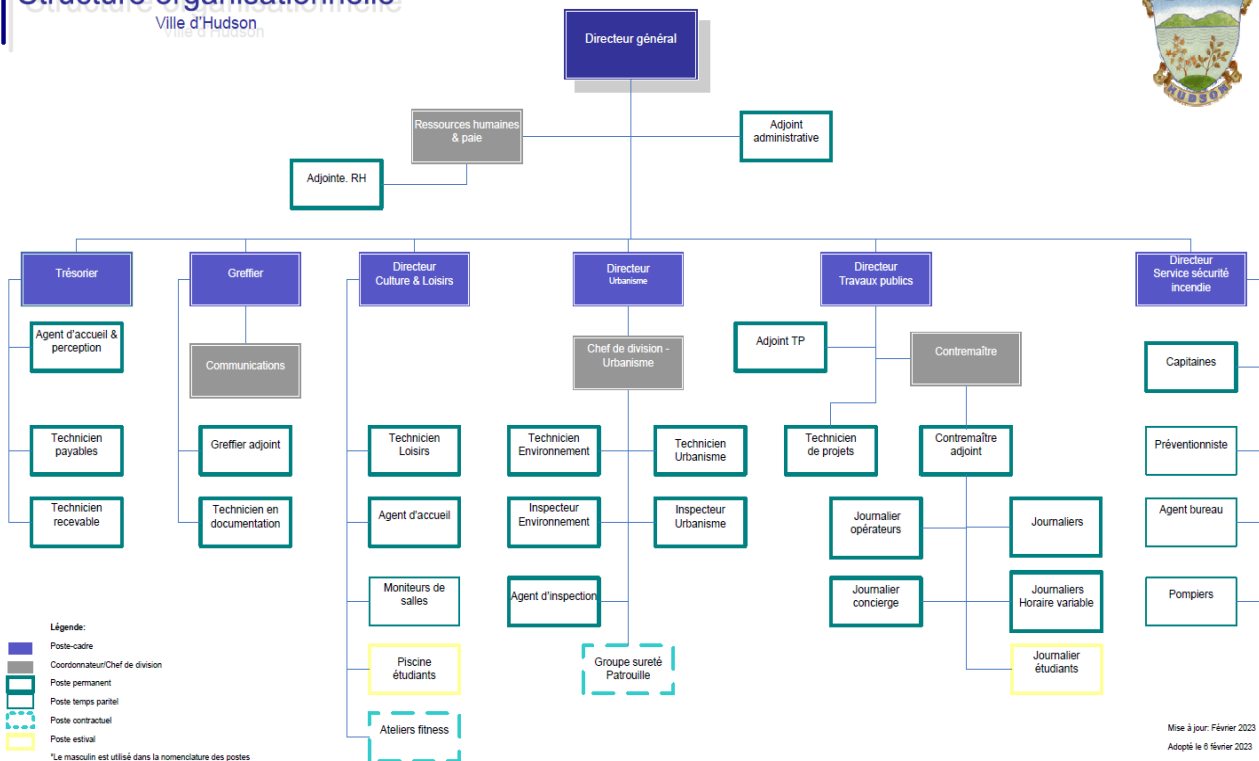 Structure organisationnelle
Ville d'Hudson
Directeur général
HUDSON
Ressources humaines
& paie
Adjoint
administrative
Adjointe. RH
Trésorier
Greffier
Directeur
Culture & Loisirs
Directeur
Urbanisme
Directeur
Travaux publics
Directeur
Service sécurité
incendie
Agent d'accueil &
perception
Communications
Chef de division -
Urbanisme
Adjoint TP
Contremaître
Capitaines
Technicien
payables
Greffier adjoint
Technicien
Loisirs
Technicien
Environnement
Technicien
Urbanisme
Technicien
de projets
Contremaître
adjoint
Préventionniste
Technicien
recevable
Technicien en
documentation
Agent d'accueil
Inspecteur
Environnement
Inspecteur
Urbanisme
Journalier
opérateurs
Journaliers
Agent bureau
Moniteurs de
salles
Agent d'inspection
Journalier
concierge
Journaliers
Horaire variable
Pompiers
Piscine
étudiants
Groupe sureté
Patrouille
Journalier
étudiants
Ateliers fitness
Légende:
Poste-cadre
Coordonnateur/Chef de division
Poste permanent
Poste temps paritel
Poste contractuel
Poste estival
*Le masculin est utilisé dans la nomenclature des postes
Mise à jour: Février 2023
Adopté le 6 février 2023